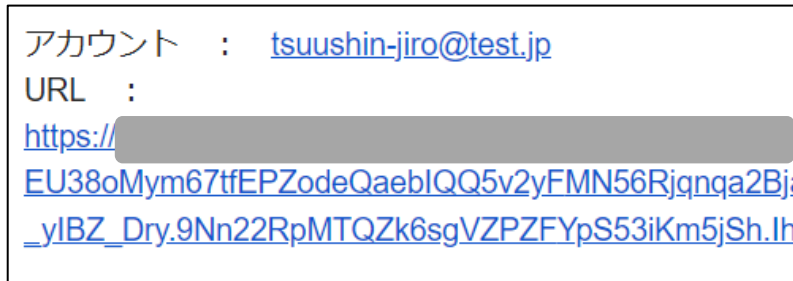 アカウント : tsuushin-jiro@test.jp
URL :
https://
EU38oMym67tfEPZodeQaebIQQ5v2yFMN56Rjqnqa2Bj
_yIBZ_Dry.9Nn22RpMTQZk6sgVZPZFYpS53iKm5jSh.Ih